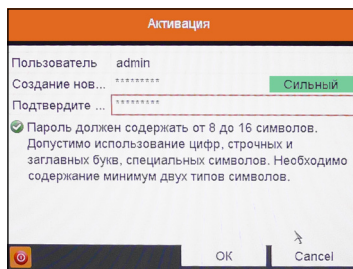 Активация
Пользователь admin
Создание нов... ********* Сильный
Подтвердите ... *********
Пароль должен содержать от 8 до 16 символов.
Допустимо использование цифр, строчных и
заглавных букв, специальных символов. Необходимо
содержание минимум двух типов символов.
OK Cancel